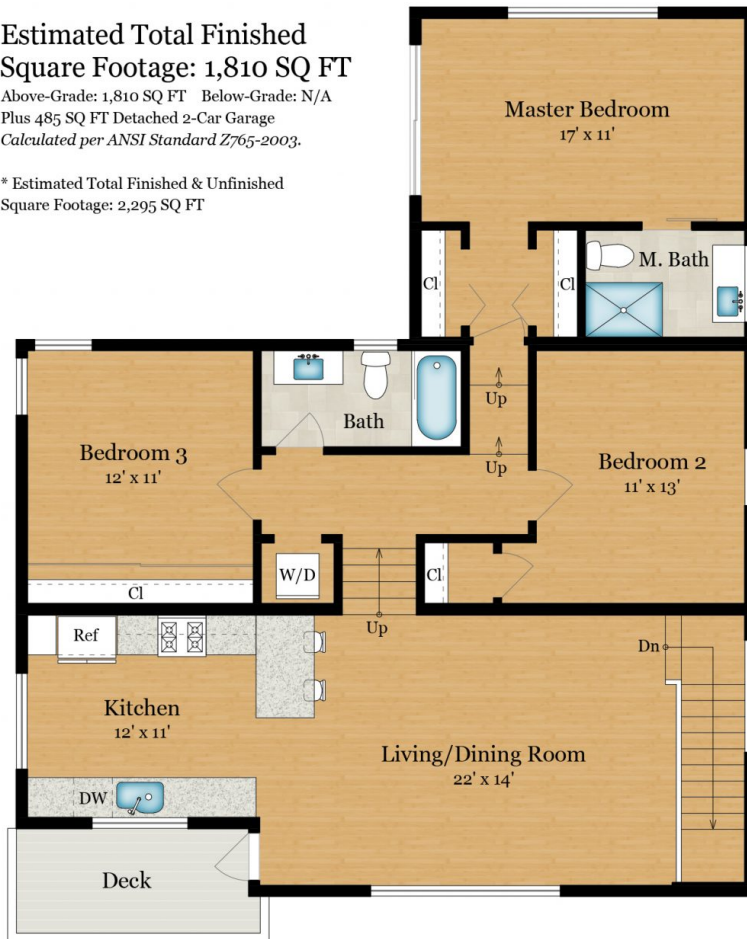 Estimated Total Finished
Square Footage: 1,810 SQ FT
Above-Grade: 1,810 SQ FT Below-Grade: N/A
Plus 485 SQ FT Detached 2-Car Garage
Calculated per ANSI Standard Z765-2003.
* Estimated Total Finished & Unfinished
Square Footage: 2,295 SQ FT
Master Bedroom
17' x 11'
Cl
Cl
M. Bath
Up
Up
Bath
Bedroom 3
12' x 11'
Bedroom 2
11' x 13'
Cl
W/D
Cl
Up
Ref
Dn
Kitchen
12' x 11'
Living/Dining Room
22' x 14'
DW
Deck